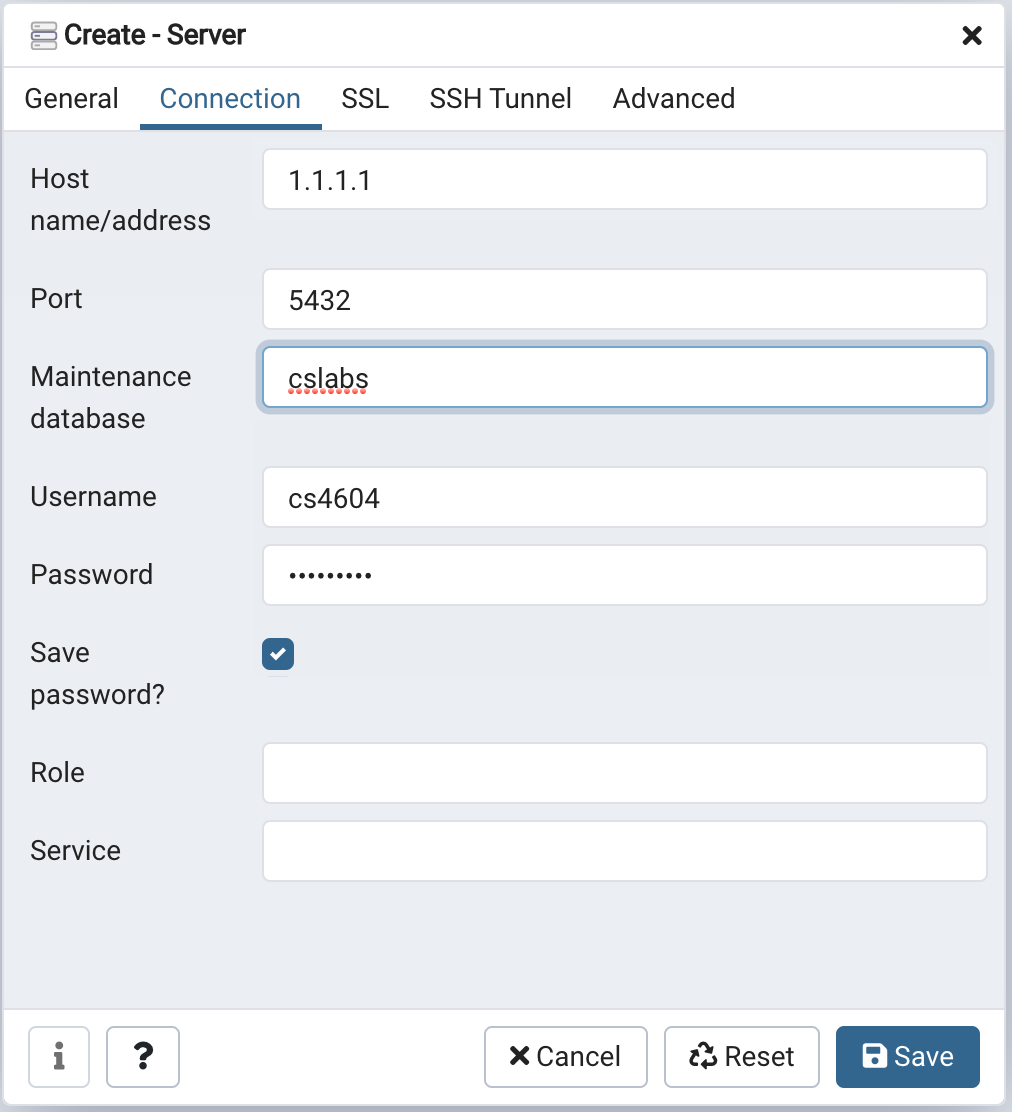 Create - Server
General Connection SSL SSH Tunnel Advanced
Host name/address 1.1.1.1
Port 5432
Maintenance database cslabs
Username cs4604
Password •••••••••
Save password?
Role
Service
Cancel Reset Save